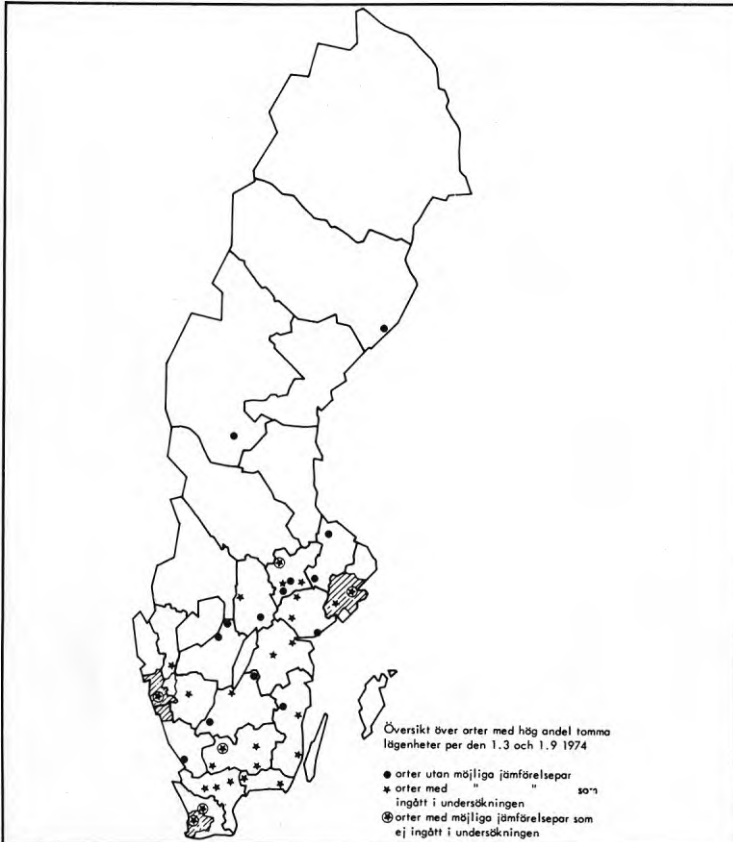 Översikt över orter med hög andel tomma
lägenheter per den 1.3 och 1.9 1974
orter utan möjliga jämförelsepar
orter med " " som
ingått i undersökningen
orter med möjliga jämförelsepar som
ej ingått i undersökningen